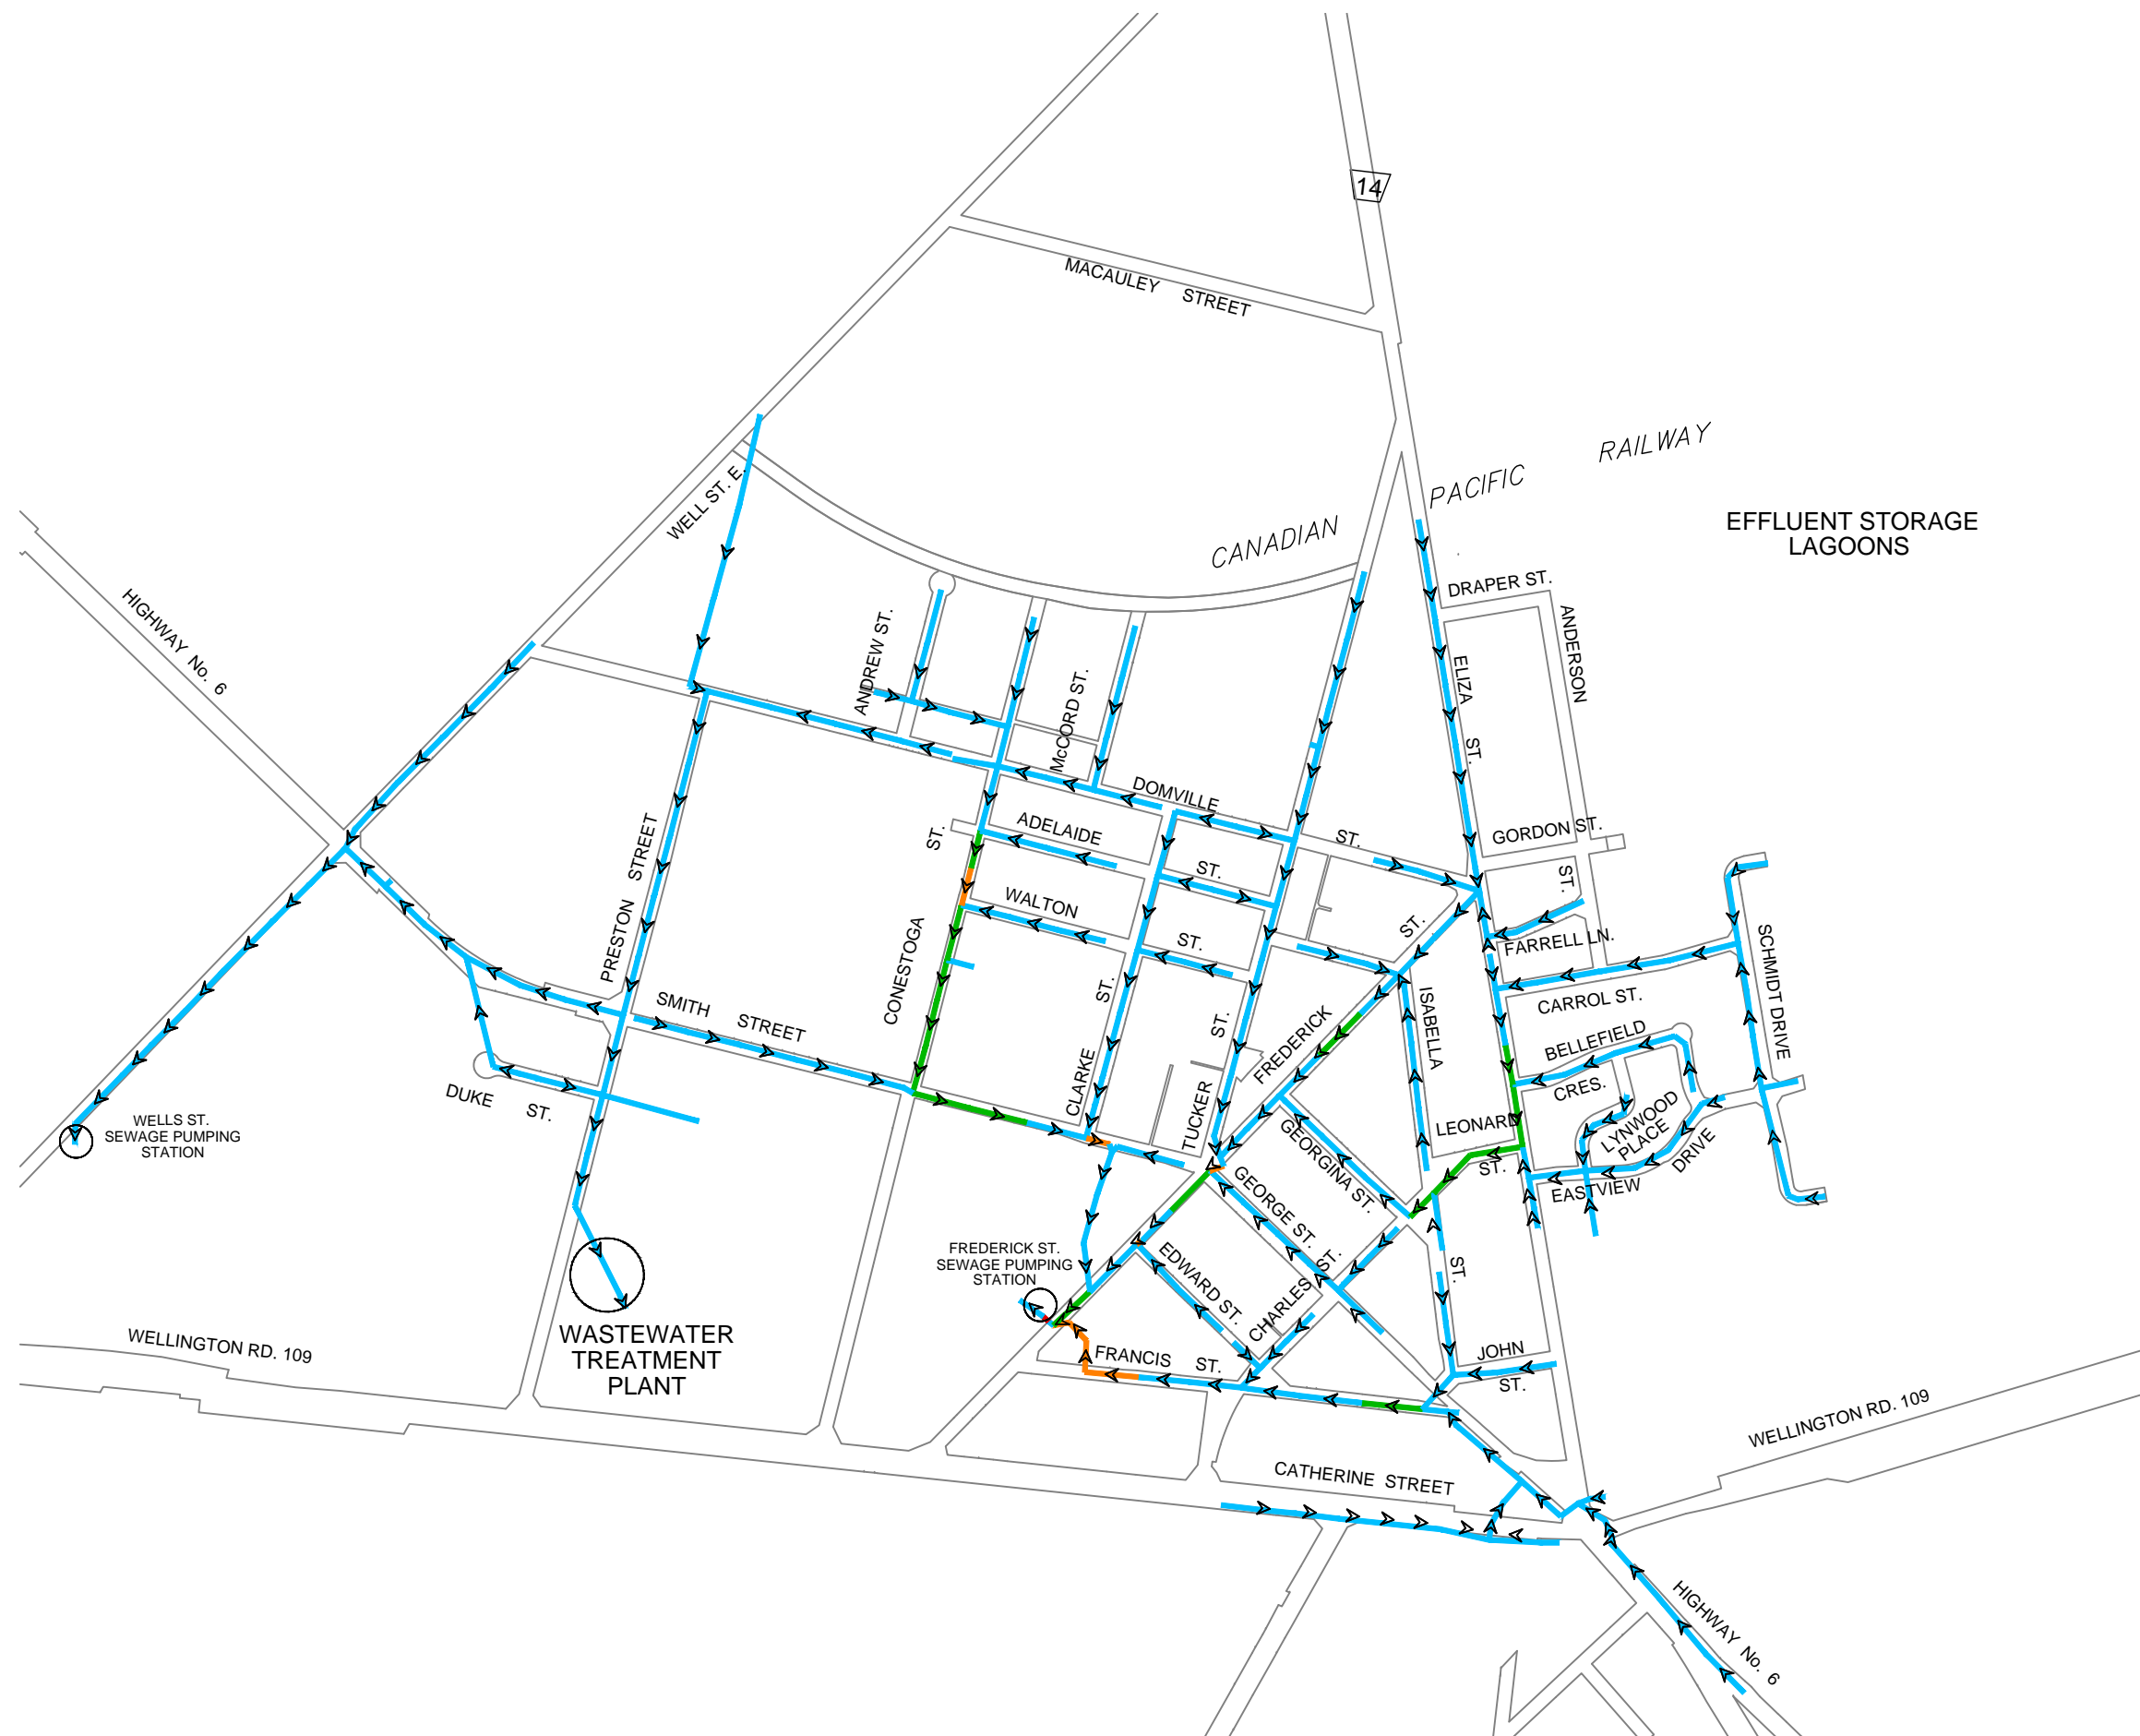 14
MACAULEY STREET
RAILWAY
PACIFIC
CANADIAN
WELL ST. E.
EFFLUENT STORAGE
LAGOONS
HIGHWAY No. 6
DRAPER ST.
ANDERSON
ST.
ANDREW ST.
McCORD ST.
ELIZA
ST.
DOMVILLE
ST.
ADELAIDE
ST.
GORDON ST.
PRESTON STREET
CONESTOGA
ST.
WALTON
ST.
ST.
FARRELL LN.
SCHMIDT DRIVE
CARROL ST.
SMITH STREET
CLARKE
ST.
TUCKER
ST.
FREDERICK
ISABELLA
ST.
BELLEFIELD
CRES.
LEONARD
ST.
LYNWOOD
PLACE
EASTVIEW
DRIVE
DUKE ST.
WELLS ST.
SEWAGE PUMPING
STATION
GEORGINA ST.
GEORGE ST.
EDWARD ST.
CHARLES ST.
FREDERICK ST.
SEWAGE PUMPING
STATION
WASTEWATER
TREATMENT
PLANT
WELLINGTON RD. 109
FRANCIS ST.
JOHN
ST.
CATHERINE STREET
WELLINGTON RD. 109
HIGHWAY No. 6